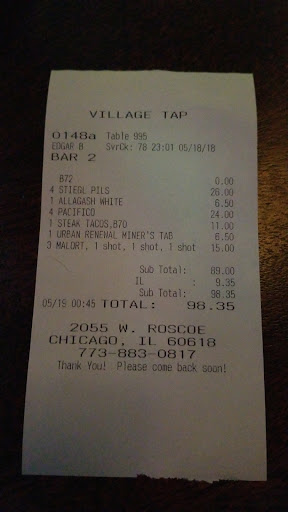 VILLAGE TAP
0148a Table 995
EDGAR B SvrCk: 78 23:01 05/18/18
BAR 2
B72 0.00
4 STIEGL PILS 26.00
1 ALLAGASH WHITE 6.50
4 PACIFICO 24.00
1 STEAK TACOS,B70 11.00
1 URBAN RENEWAL MINER'S TAB 6.50
3 MALORT, 1 shot, 1 shot, 1 shot 15.00
Sub Total: 89.00
IL : 9.35
Sub Total: 98.35
05/19 00:45 TOTAL: 98.35
2055 W. ROSCOE
CHICAGO, IL 60618
773-883-0817
Thank You! Please come back soon!